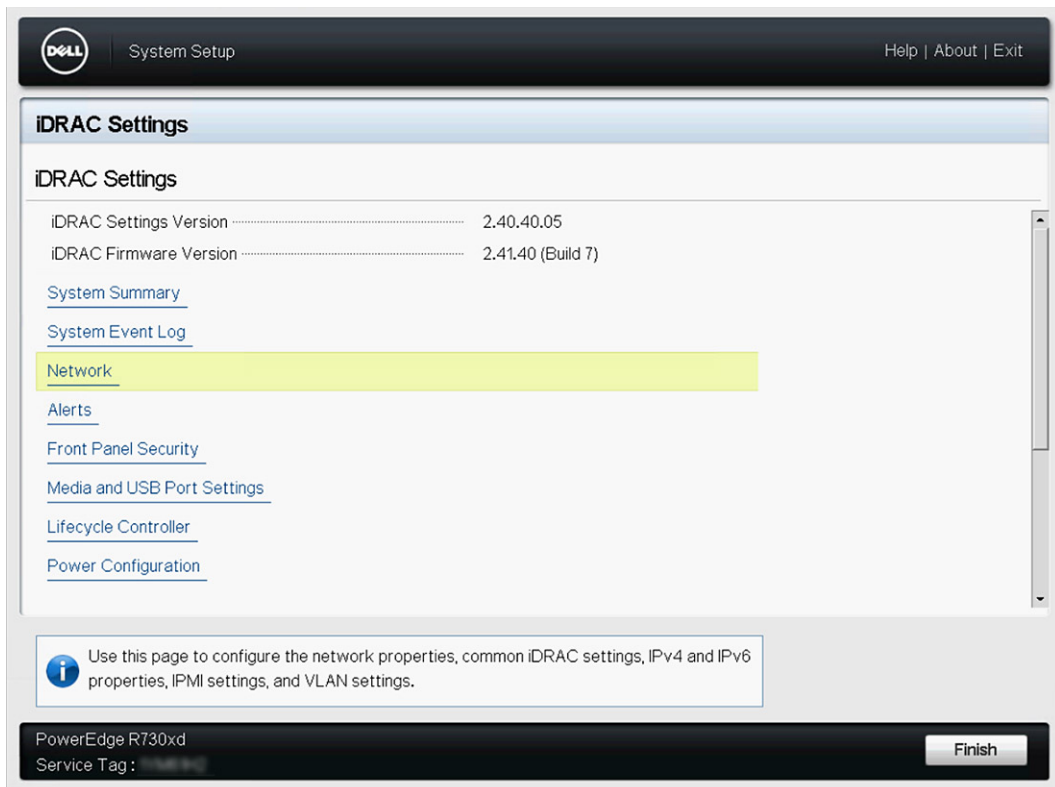 DELL System Setup Help | About | Exit
iDRAC Settings
iDRAC Settings
iDRAC Settings Version 2.40.40.05
iDRAC Firmware Version 2.41.40 (Build 7)
System Summary
System Event Log
Network
Alerts
Front Panel Security
Media and USB Port Settings
Lifecycle Controller
Power Configuration
Use this page to configure the network properties, common iDRAC settings, IPv4 and IPv6
properties, IPMI settings, and VLAN settings.
PowerEdge R730xd
Service Tag :
Finish